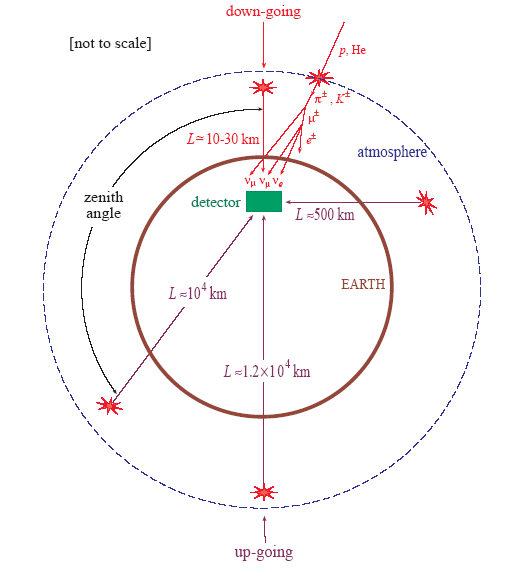 down-going
[not to scale]
p, He
π±, K±
μ±
e±
L≃10-30 km
atmosphere
νμ νμ νe
zenith
angle
detector
L≈500 km
EARTH
L≈10⁴ km
L≈1.2×10⁴ km
up-going